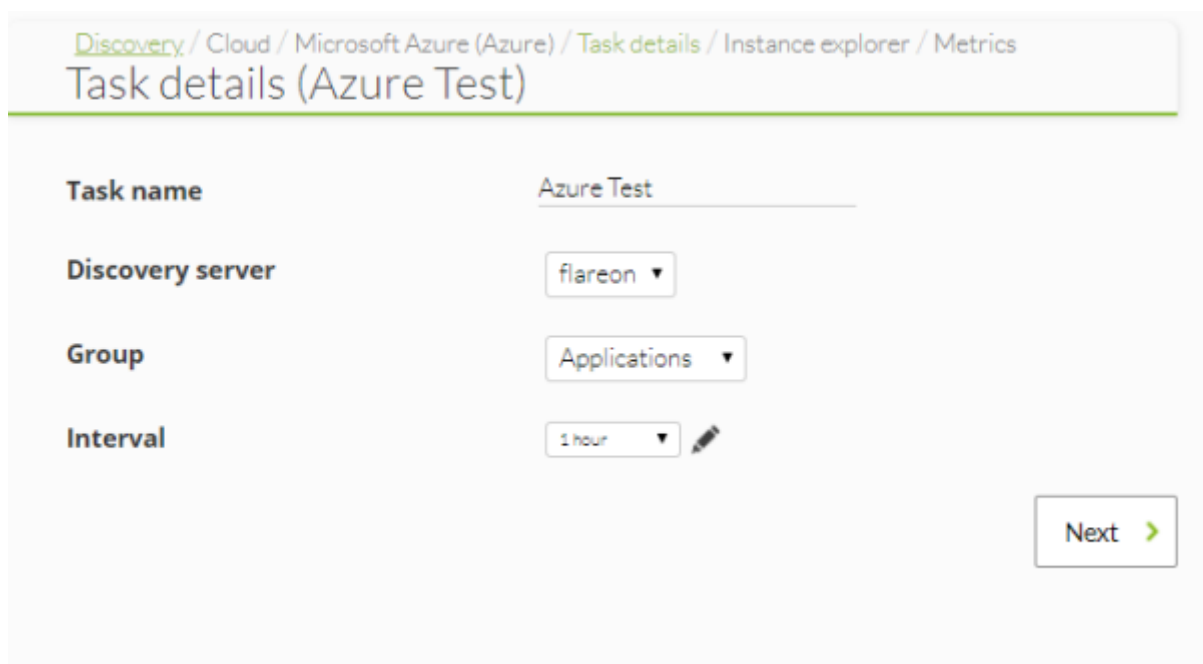 Discovery / Cloud / Microsoft Azure (Azure) / Task details / Instance explorer / Metrics
Task details (Azure Test)
Task name Azure Test
Discovery server flareon
Group Applications
Interval 1 hour
Next